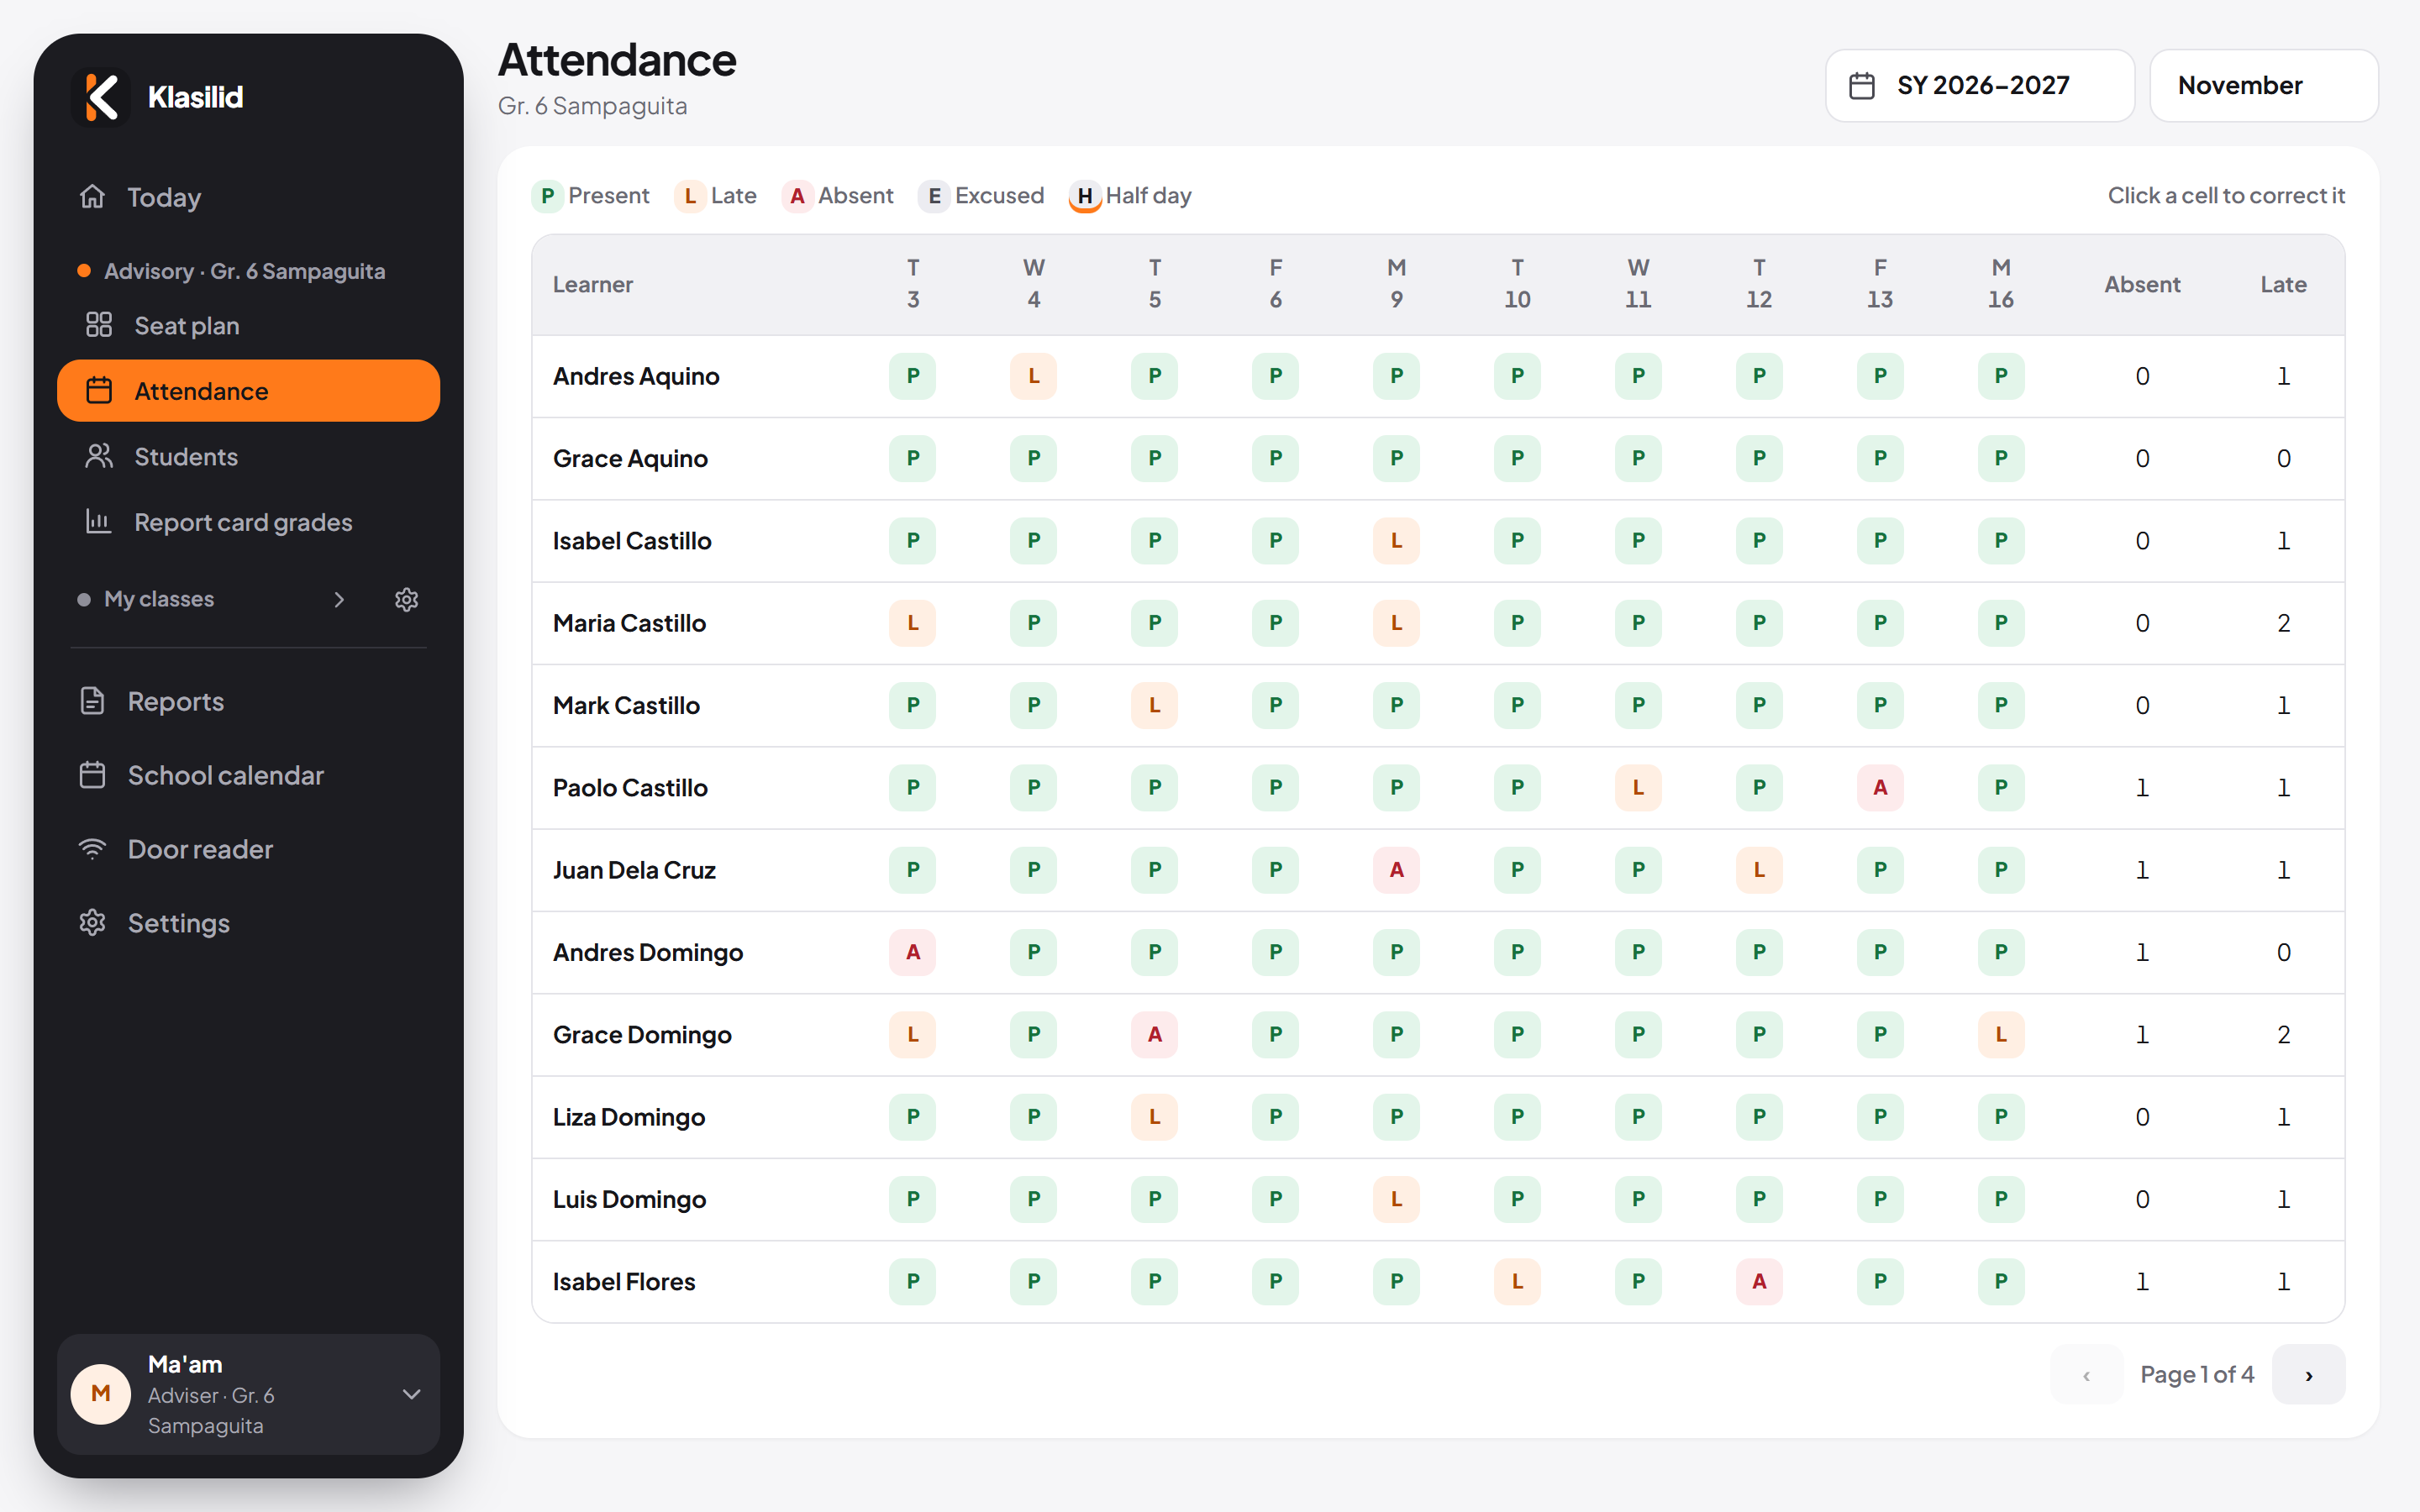 Klasilid
Today
Advisory · Gr. 6 Sampaguita
Seat plan
Attendance
Students
Report card grades
My classes
Reports
School calendar
Door reader
Settings
M
Ma'am
Adviser · Gr. 6
Sampaguita
Attendance
Gr. 6 Sampaguita
SY 2026–2027
November
P Present L Late A Absent E Excused H Half day
Click a cell to correct it
Learner T W T F M T W T F M Absent Late
3 4 5 6 9 10 11 12 13 16
Andres Aquino P L P P P P P P P P 0 1
Grace Aquino P P P P P P P P P P 0 0
Isabel Castillo P P P P L P P P P P 0 1
Maria Castillo L P P P L P P P P P 0 2
Mark Castillo P P L P P P P P P P 0 1
Paolo Castillo P P P P P P L P A P 1 1
Juan Dela Cruz P P P P A P P L P P 1 1
Andres Domingo A P P P P P P P P P 1 0
Grace Domingo L P A P P P P P P L 1 2
Liza Domingo P P L P P P P P P P 0 1
Luis Domingo P P P P L P P P P P 0 1
Isabel Flores P P P P P L P A P P 1 1
‹ Page 1 of 4 ›